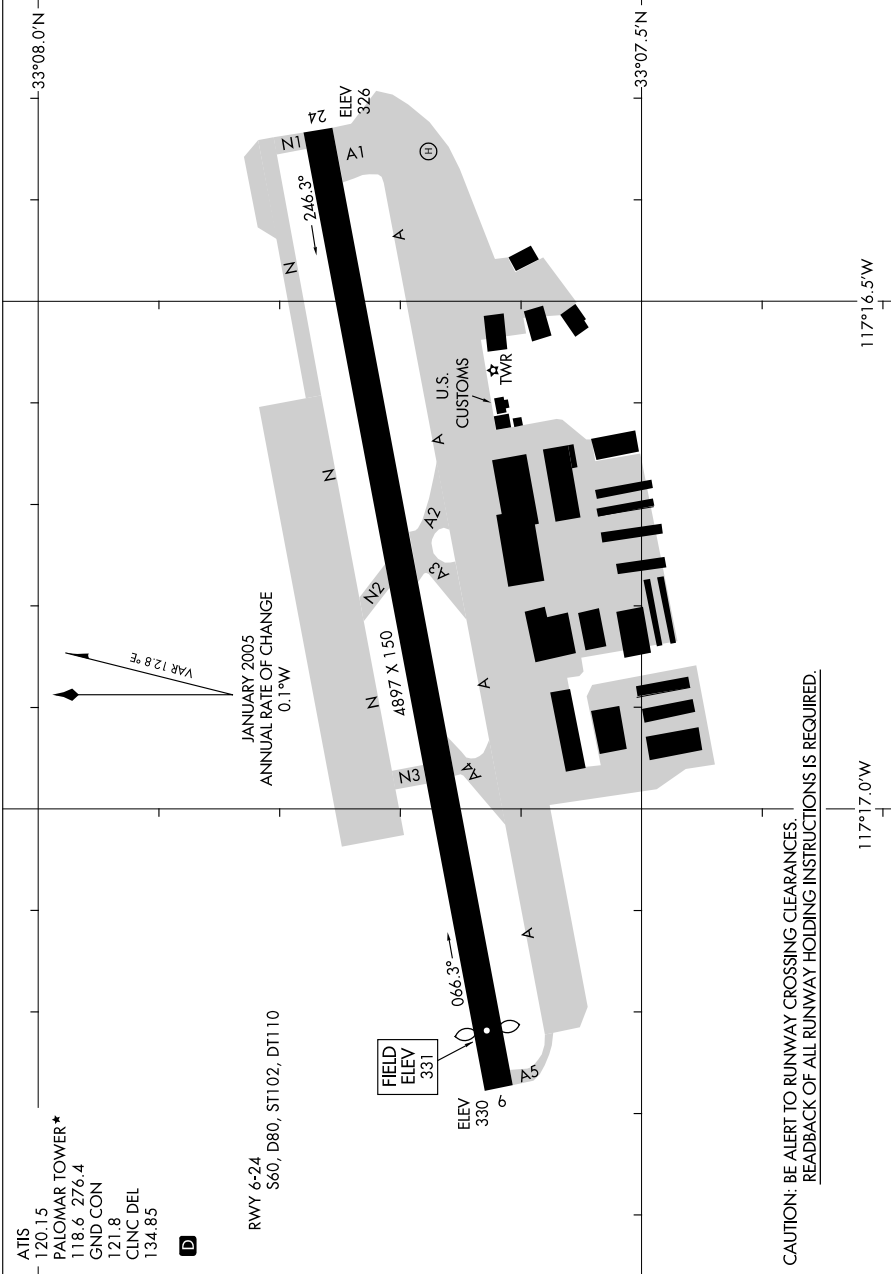 ATIS
120.15
PALOMAR TOWER★
118.6 276.4
GND CON
121.8
CLNC DEL
134.85
D
RWY 6-24
S60, D80, ST102, DT110
VAR 12.8°E
JANUARY 2005
ANNUAL RATE OF CHANGE
0.1°W
33°08.0'N
33°07.5'N
117°16.5'W
117°17.0'W
FIELD
ELEV
331
ELEV
330
6
A5
066.3°
A
A4
A4
N3
N
4897 X 150
A
N2
A3
A2
N
A
U.S.
CUSTOMS
TWR
N
246.3°
A
N1
A1
24
ELEV
326
H
CAUTION: BE ALERT TO RUNWAY CROSSING CLEARANCES.
READBACK OF ALL RUNWAY HOLDING INSTRUCTIONS IS REQUIRED.